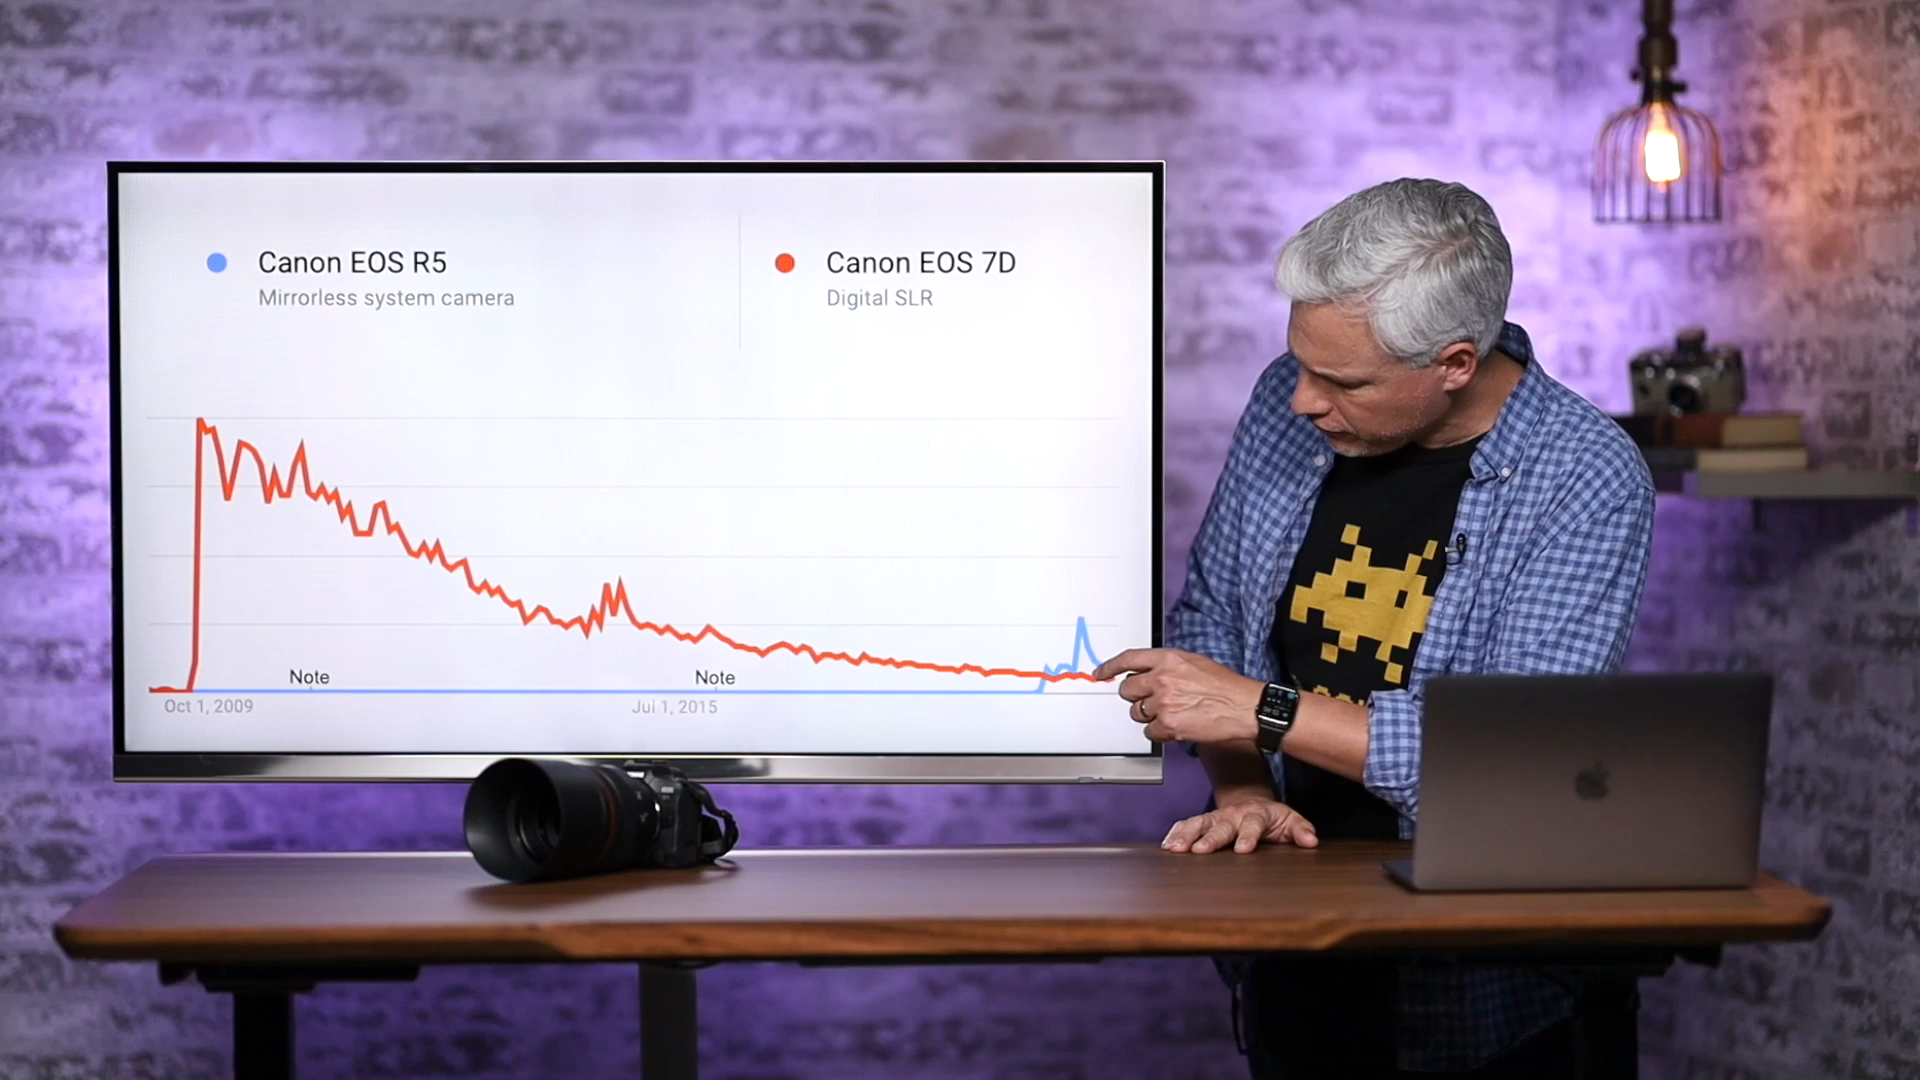 Canon EOS R5
Mirrorless system camera
Canon EOS 7D
Digital SLR
Note
Note
Oct 1, 2009
Jul 1, 2015